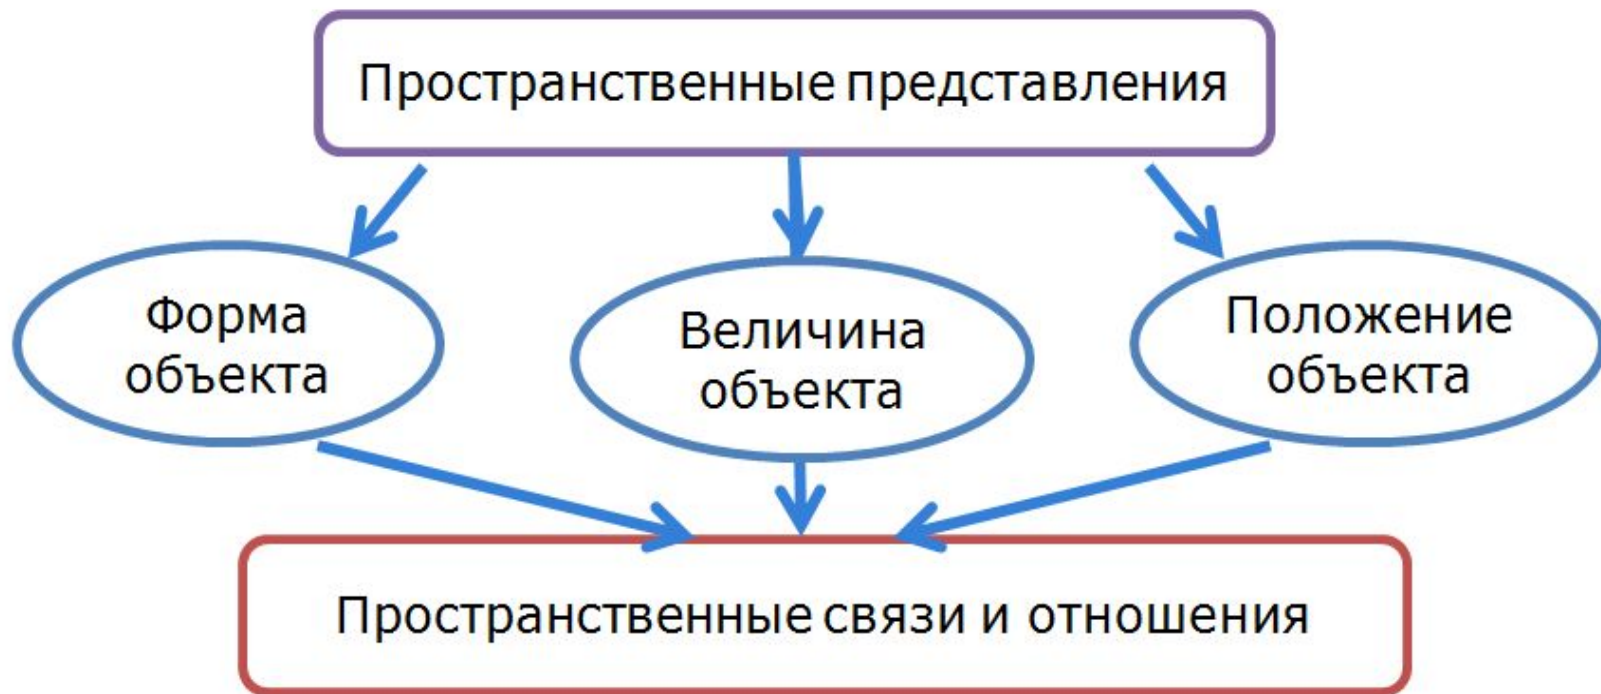 Пространственные представления
Форма
объекта
Величина
объекта
Положение
объекта
Пространственные связи и отношения